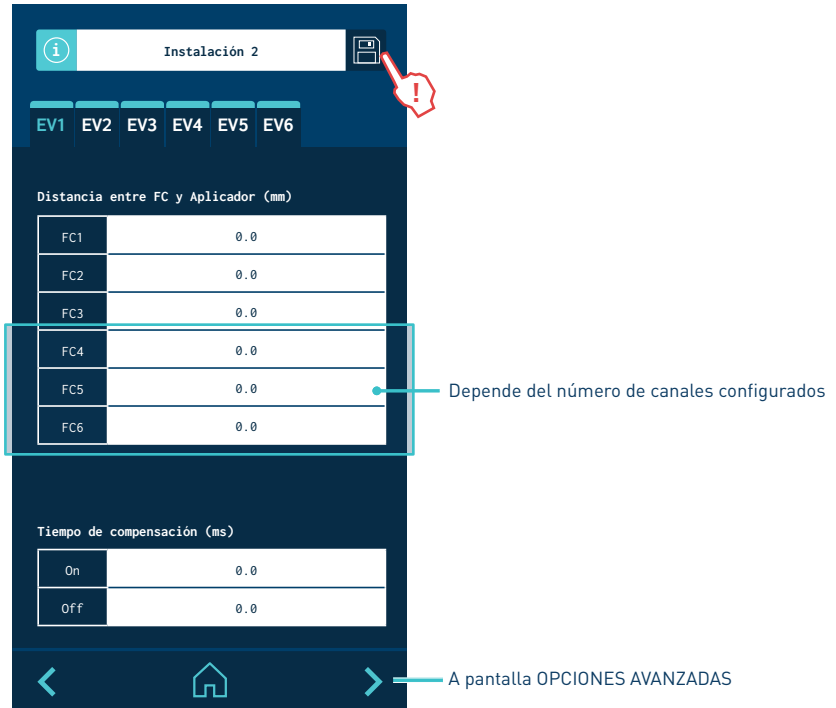 i Instalación 2
!
EV1 EV2 EV3 EV4 EV5 EV6
Distancia entre FC y Aplicador (mm)
FC1 0.0
FC2 0.0
FC3 0.0
FC4 0.0
FC5 0.0
FC6 0.0
Depende del número de canales configurados
Tiempo de compensación (ms)
On 0.0
Off 0.0
A pantalla OPCIONES AVANZADAS